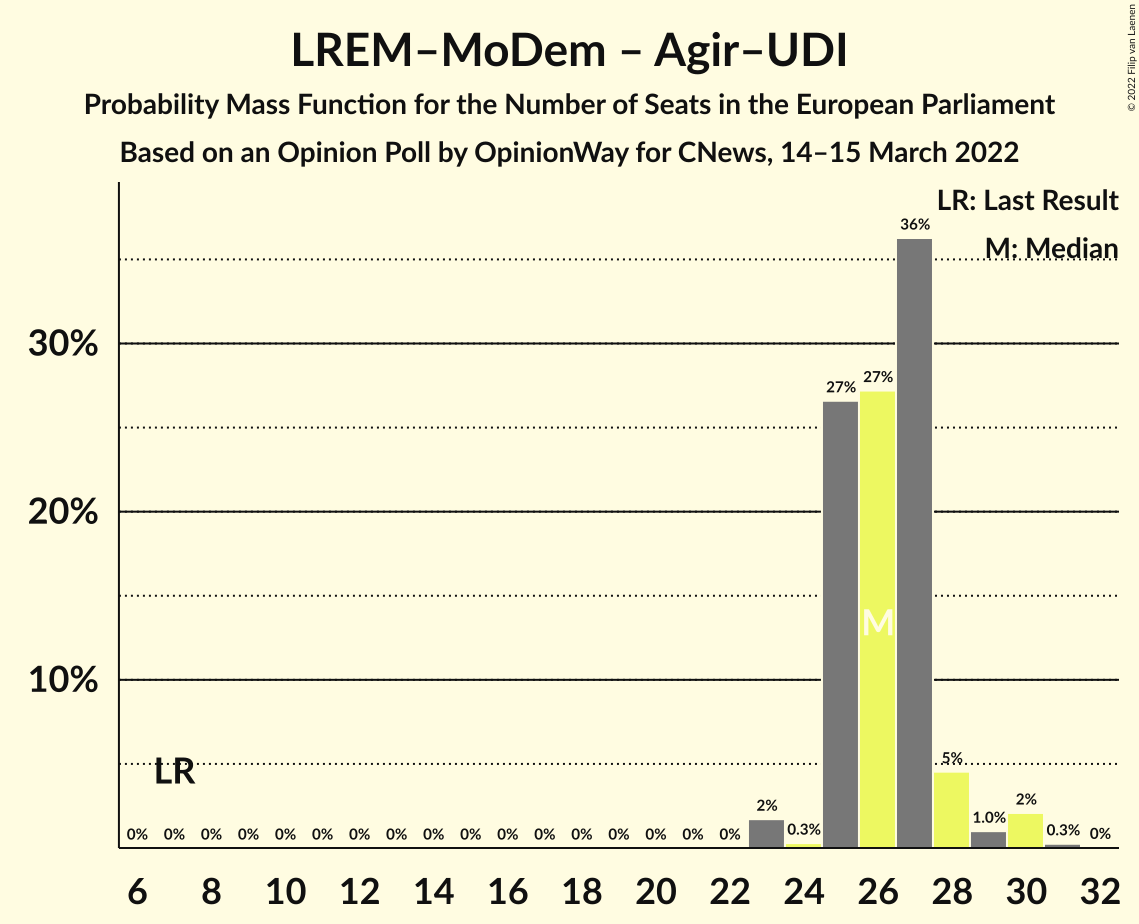 LREM–MoDem – Agir–UDI
Probability Mass Function for the Number of Seats in the European Parliament
Based on an Opinion Poll by OpinionWay for CNews, 14–15 March 2022
© 2022 Filip van Laenen
LR: Last Result
M: Median
36%
30%
27% 27%
20%
M
10%
LR
5%
2% 2%
0% 0% 0% 0% 0% 0% 0% 0% 0% 0% 0% 0% 0% 0% 0% 0% 0% 0.3% 1.0% 0.3% 0%
6 8 10 12 14 16 18 20 22 24 26 28 30 32